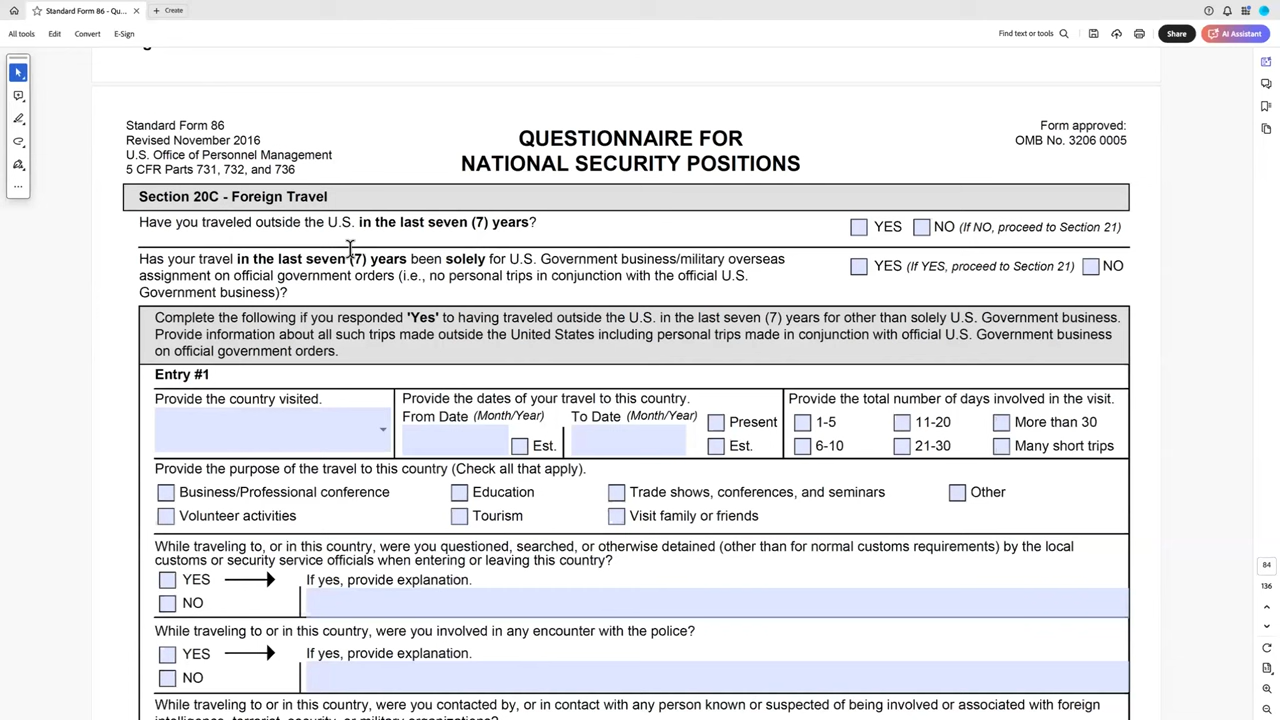 Standard Form 86 - Qu...
Create
All tools
Edit
Convert
E-Sign
Find text or tools
Share
AI Assistant
Standard Form 86
Revised November 2016
U.S. Office of Personnel Management
5 CFR Parts 731, 732, and 736
QUESTIONNAIRE FOR
NATIONAL SECURITY POSITIONS
Form approved:
OMB No. 3206 0005
Section 20C - Foreign Travel
Have you traveled outside the U.S. in the last seven (7) years?
YES NO (If NO, proceed to Section 21)
Has your travel in the last seven (7) years been solely for U.S. Government business/military overseas
assignment on official government orders (i.e., no personal trips in conjunction with the official U.S.
Government business)?
YES (If YES, proceed to Section 21) NO
Complete the following if you responded 'Yes' to having traveled outside the U.S. in the last seven (7) years for other than solely U.S. Government business.
Provide information about all such trips made outside the United States including personal trips made in conjunction with official U.S. Government business
on official government orders.
Entry #1
Provide the country visited.
Provide the dates of your travel to this country.
From Date (Month/Year)
Est.
To Date (Month/Year)
Present
Est.
Provide the total number of days involved in the visit.
1-5 11-20 More than 30
6-10 21-30 Many short trips
Provide the purpose of the travel to this country (Check all that apply).
Business/Professional conference Education Trade shows, conferences, and seminars Other
Volunteer activities Tourism Visit family or friends
While traveling to, or in this country, were you questioned, searched, or otherwise detained (other than for normal customs requirements) by the local
customs or security service officials when entering or leaving this country?
YES If yes, provide explanation.
NO
While traveling to or in this country, were you involved in any encounter with the police?
YES If yes, provide explanation.
NO
While traveling to or in this country, were you contacted by, or in contact with any person known or suspected of being involved or associated with foreign
intelligence, terrorist, security, or military organizations?
84
136